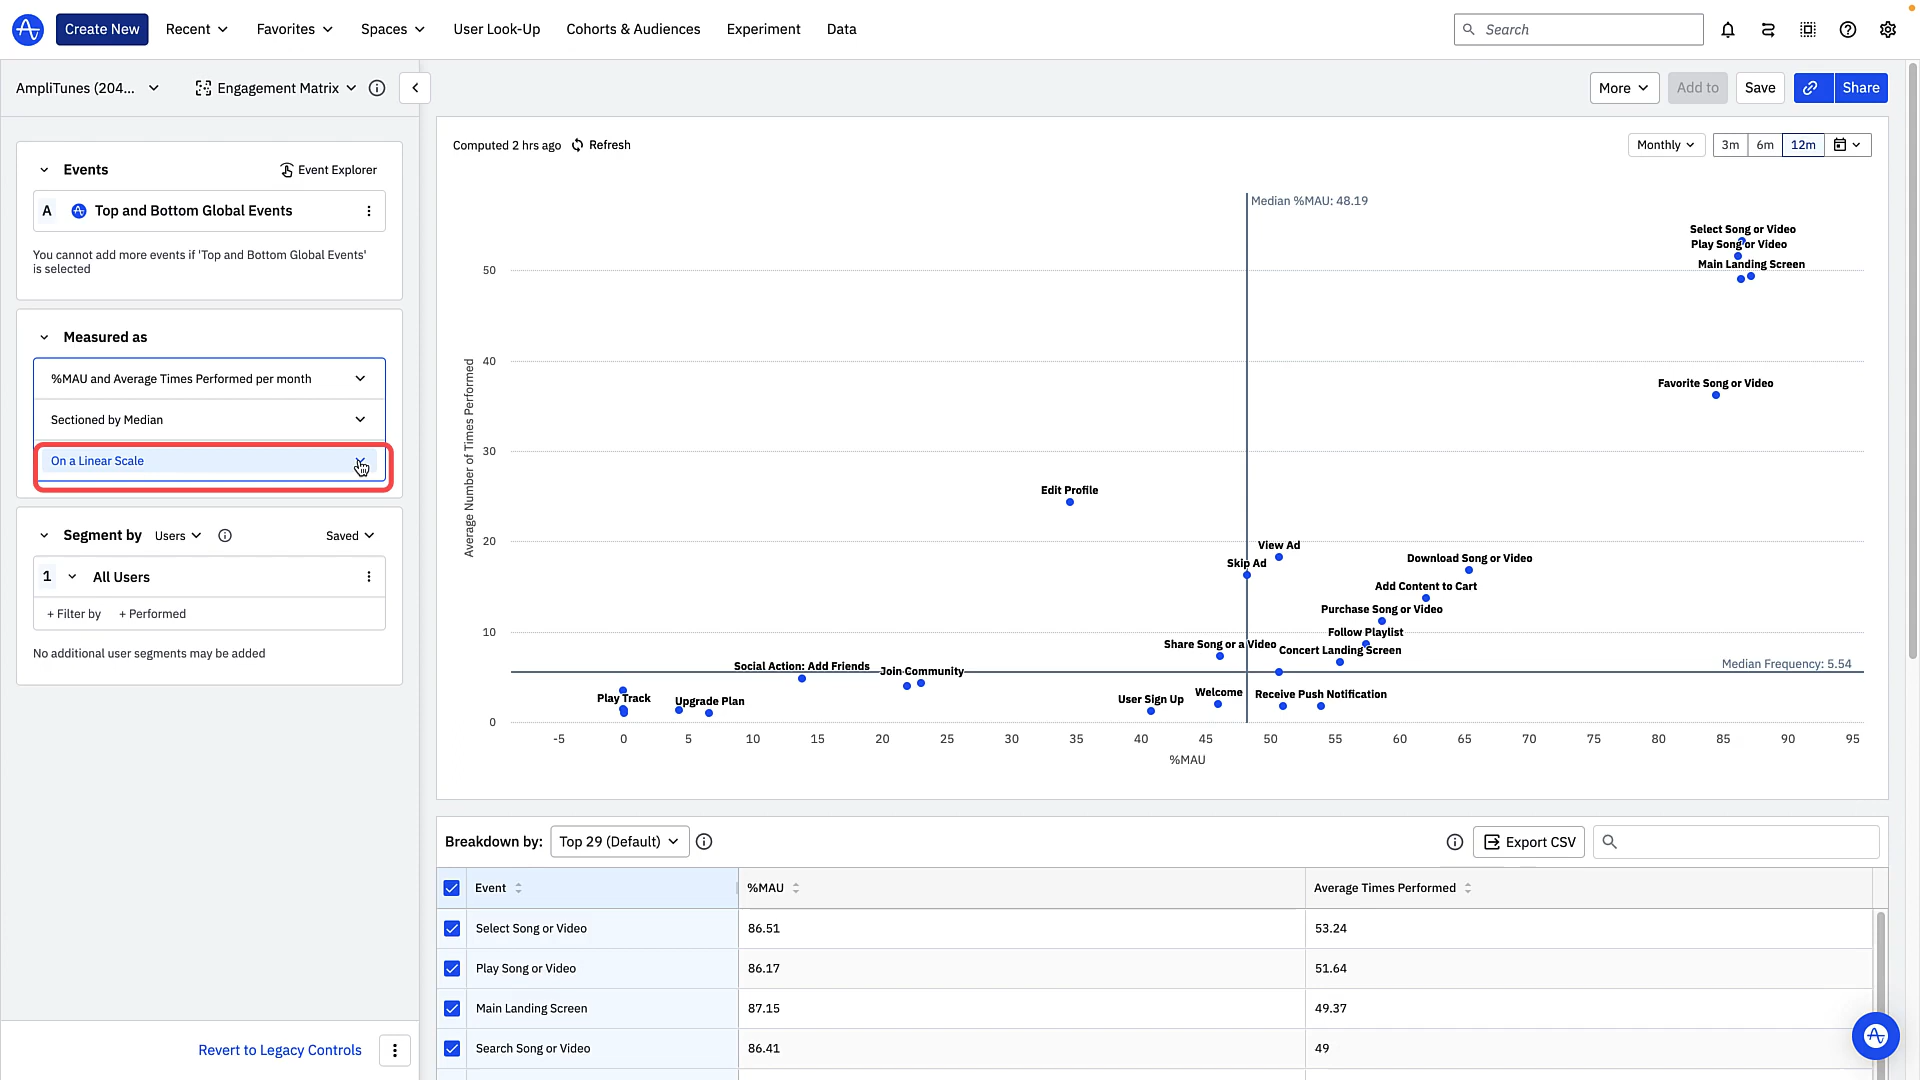 Create New
Recent
Favorites
Spaces
User Look-Up
Cohorts & Audiences
Experiment
Data
Search
AmpliTunes (204...
Engagement Matrix
More
Add to
Save
Share
Events
Event Explorer
A
Top and Bottom Global Events
You cannot add more events if 'Top and Bottom Global Events'
is selected
Measured as
%MAU and Average Times Performed per month
Sectioned by Median
On a Linear Scale
Segment by
Users
Saved
1
All Users
+ Filter by
+ Performed
No additional user segments may be added
Revert to Legacy Controls
Computed 2 hrs ago
Refresh
Monthly
3m
6m
12m
Median %MAU: 48.19
Select Song or Video
Play Song or Video
Main Landing Screen
50
40
Favorite Song or Video
30
Edit Profile
Average Number of Times Performed
20
View Ad
Skip Ad
Download Song or Video
Add Content to Cart
Purchase Song or Video
10
Follow Playlist
Share Song or a Video
Concert Landing Screen
Median Frequency: 5.54
Social Action: Add Friends
Join Community
Play Track
Upgrade Plan
User Sign Up
Welcome
Receive Push Notification
0
-5
0
5
10
15
20
25
30
35
40
45
50
55
60
65
70
75
80
85
90
95
%MAU
Breakdown by:
Top 29 (Default)
Export CSV
Event
%MAU
Average Times Performed
Select Song or Video
86.51
53.24
Play Song or Video
86.17
51.64
Main Landing Screen
87.15
49.37
Search Song or Video
86.41
49